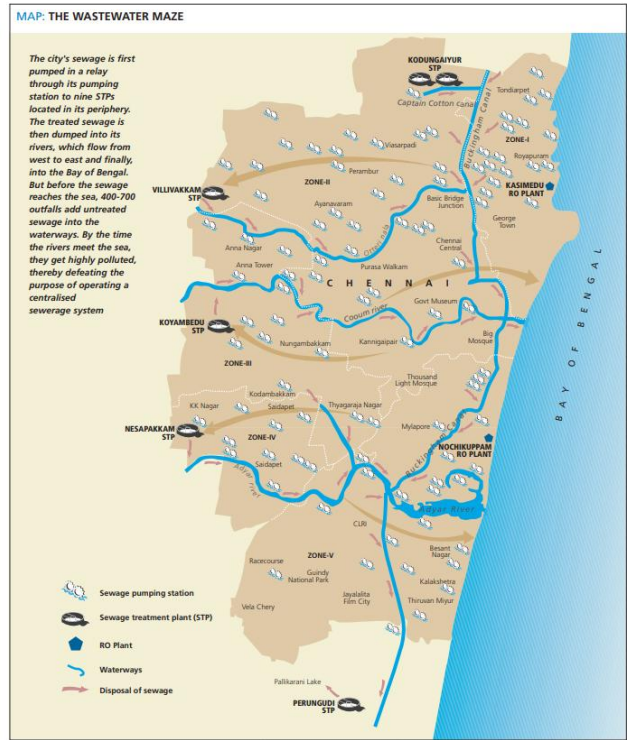 MAP: THE WASTEWATER MAZE
The city's sewage is first
pumped in a relay
through its pumping
station to nine STPs
located in its periphery.
The treated sewage is
then dumped into its
rivers, which flow from
west to east and finally,
into the Bay of Bengal.
But before the sewage
reaches the sea, 400-700
outfalls add untreated
sewage into the
waterways. By the time
the rivers meet the sea,
they get highly polluted,
thereby defeating the
purpose of operating a
centralised
sewerage system
KODUNGAIYUR
STP
Captain Cotton canal
Buckingham Canal
Tondiarpet
ZONE-I
Royapuram
KASIMEDU
RO PLANT
Viasarpadi
Perambur
ZONE-II
VILLIVAKKAM
STP
Ayanavaram
Basic Bridge
Junction
George
Town
Otteri nala
Anna Nagar
Chennai
Central
Anna Tower
Purasa Walkam
CHENNAI
Govt Museum
Cooum river
KOYAMBEDU
STP
Nungambakkam
Kannigaipair
Big
Mosque
ZONE-III
Thousand
Light Mosque
Kodambakkam
KK Nagar
Saidapet
Thyagaraja Nagar
NESAPAKKAM
STP
ZONE-IV
Mylapore
NOCHIKUPPAM
RO PLANT
Buckingham Canal
Saidapet
Adyar river
Adyar River
CLRI
Besant
Nagar
Racecourse
ZONE-V
Guindy
National Park
Kalakshetra
Jayalalita
Film City
Thiruvan Miyur
Vela Chery
Pallikarani Lake
PERUNGUDI
STP
BAY OF BENGAL
Sewage pumping station
Sewage treatment plant (STP)
RO Plant
Waterways
Disposal of sewage